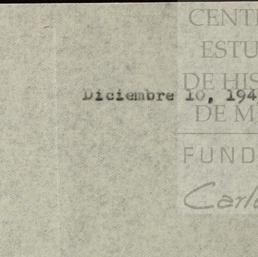 CENT
ESTU
DE HIS
Diciembre 10, 194
DE M
FUND
Carl